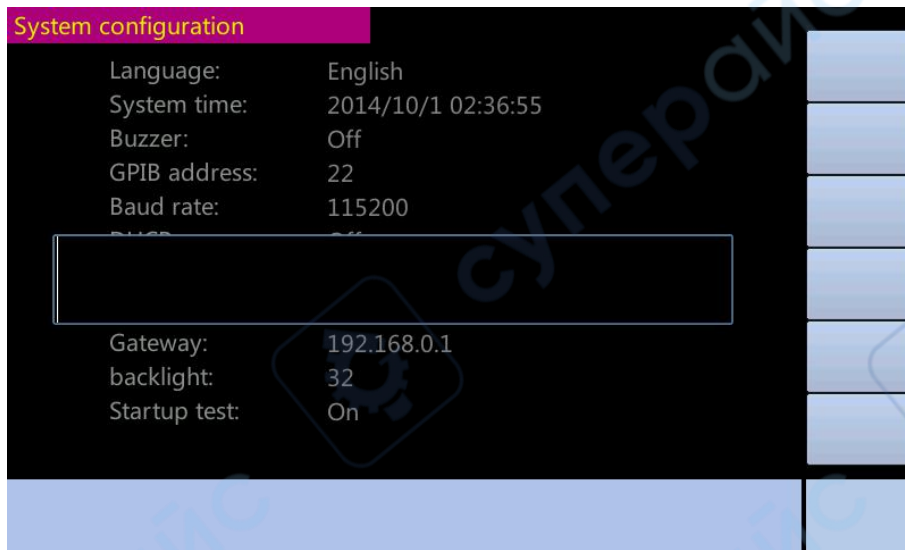 System configuration
Language: English
System time: 2014/10/1 02:36:55
Buzzer: Off
GPIB address: 22
Baud rate: 115200
Gateway: 192.168.0.1
backlight: 32
Startup test: On
суперайс